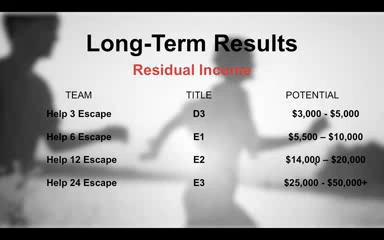 Long-Term Results
Residual Income
TEAM TITLE POTENTIAL
Help 3 Escape D3 $3,000 - $5,000
Help 6 Escape E1 $5,500 – $10,000
Help 12 Escape E2 $14,000 – $20,000
Help 24 Escape E3 $25,000 - $50,000+